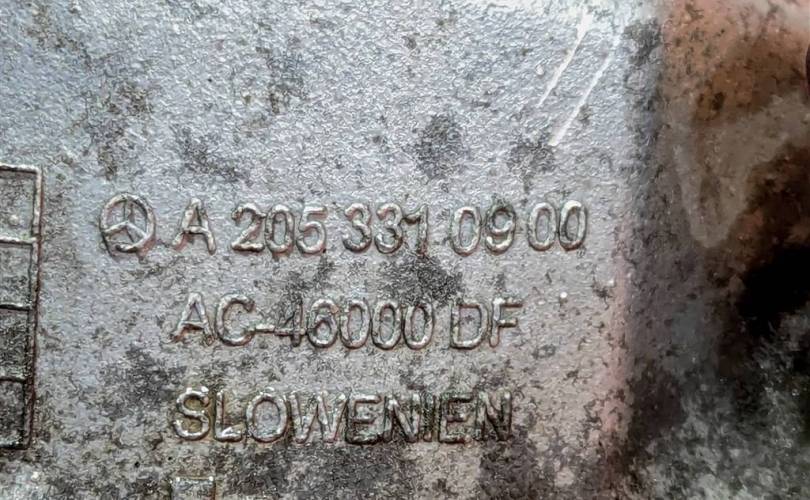 A 205 331 09 00
AC-46000 DF
SLOWENIEN